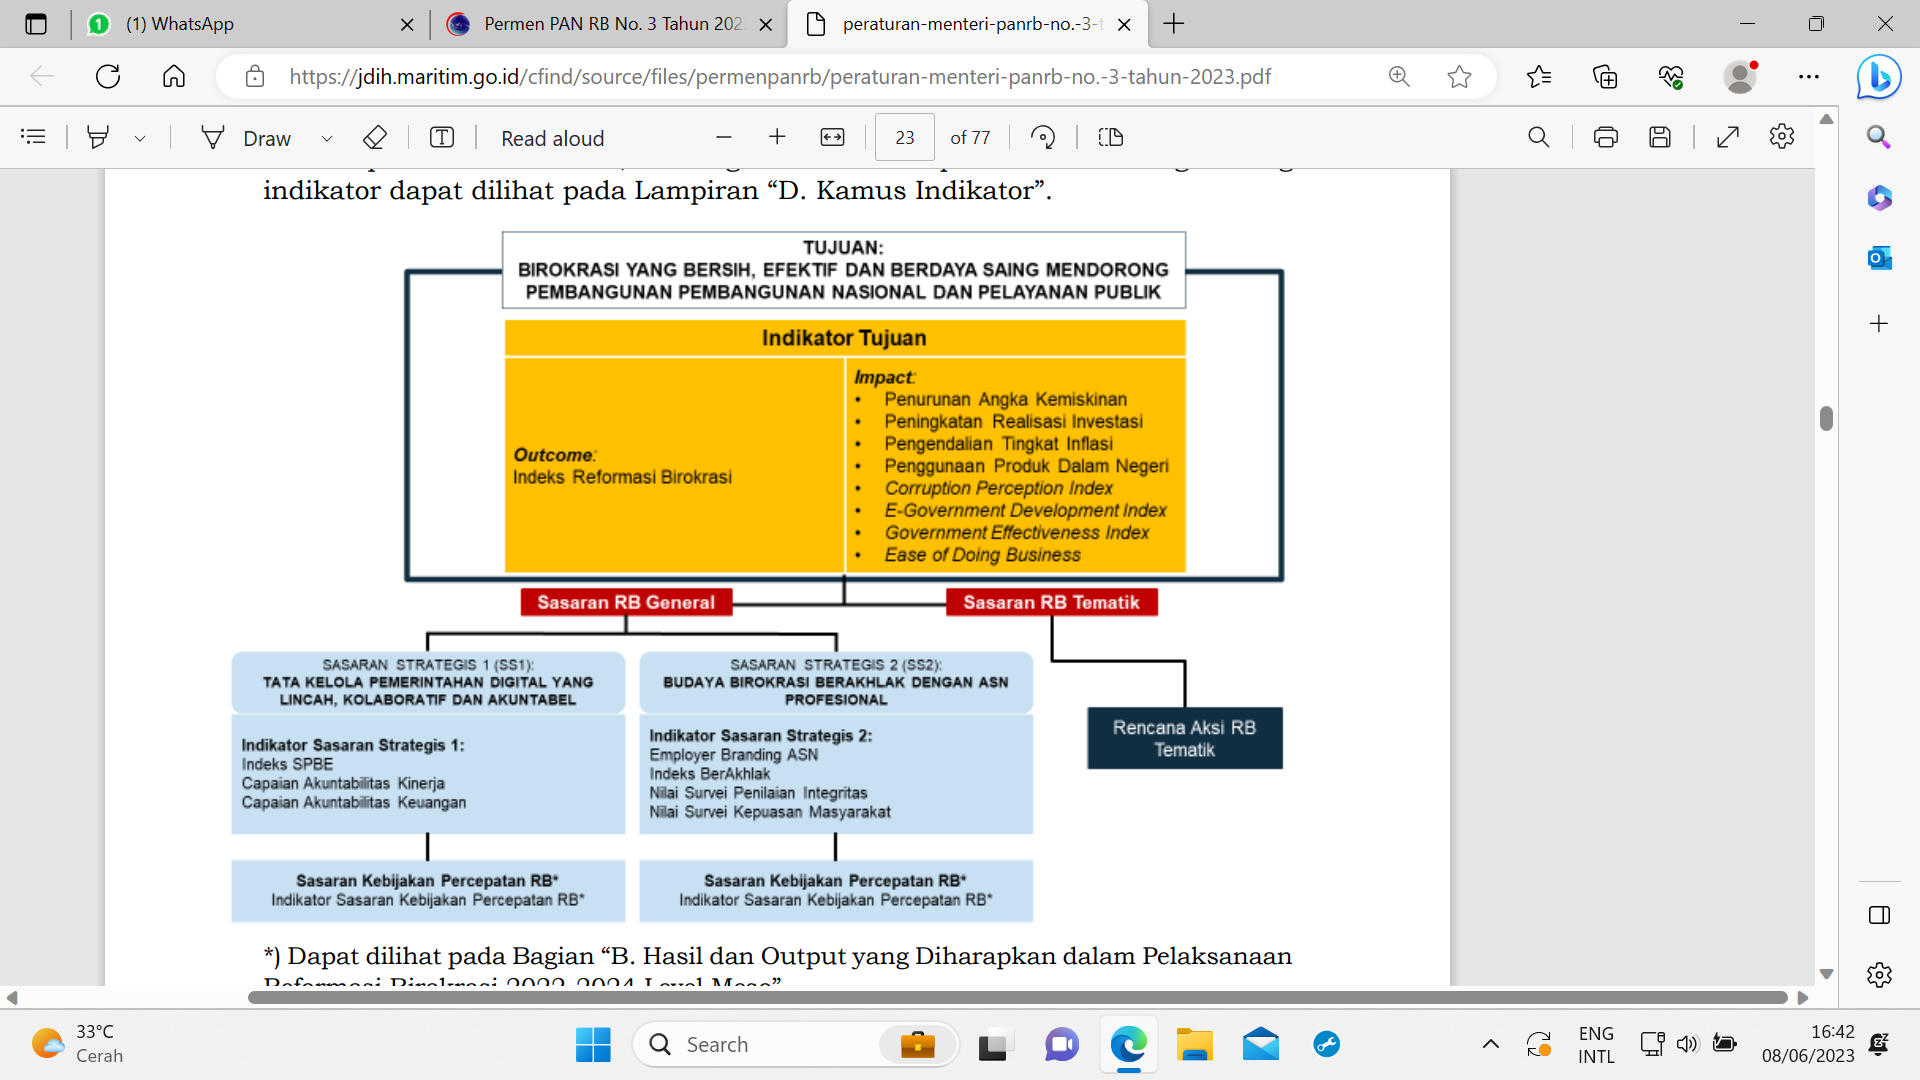 (1) WhatsApp
Permen PAN RB No. 3 Tahun 202
peraturan-menteri-panrb-no.-3-t
https://jdih.maritim.go.id/cfind/source/files/permenpanrb/peraturan-menteri-panrb-no.-3-tahun-2023.pdf
Draw
Read aloud
23 of 77
indikator dapat dilihat pada Lampiran “D. Kamus Indikator”.
TUJUAN:
BIROKRASI YANG BERSIH, EFEKTIF DAN BERDAYA SAING MENDORONG
PEMBANGUNAN PEMBANGUNAN NASIONAL DAN PELAYANAN PUBLIK
Indikator Tujuan
Outcome:
Indeks Reformasi Birokrasi
Impact:
• Penurunan Angka Kemiskinan
• Peningkatan Realisasi Investasi
• Pengendalian Tingkat Inflasi
• Penggunaan Produk Dalam Negeri
• Corruption Perception Index
• E-Government Development Index
• Government Effectiveness Index
• Ease of Doing Business
Sasaran RB General
Sasaran RB Tematik
SASARAN STRATEGIS 1 (SS1):
TATA KELOLA PEMERINTAHAN DIGITAL YANG
LINCAH, KOLABORATIF DAN AKUNTABEL
Indikator Sasaran Strategis 1:
Indeks SPBE
Capaian Akuntabilitas Kinerja
Capaian Akuntabilitas Keuangan
Sasaran Kebijakan Percepatan RB*
Indikator Sasaran Kebijakan Percepatan RB*
SASARAN STRATEGIS 2 (SS2):
BUDAYA BIROKRASI BERAKHLAK DENGAN ASN
PROFESIONAL
Indikator Sasaran Strategis 2:
Employer Branding ASN
Indeks BerAkhlak
Nilai Survei Penilaian Integritas
Nilai Survei Kepuasan Masyarakat
Sasaran Kebijakan Percepatan RB*
Indikator Sasaran Kebijakan Percepatan RB*
Rencana Aksi RB
Tematik
*) Dapat dilihat pada Bagian “B. Hasil dan Output yang Diharapkan dalam Pelaksanaan
Reformasi Birokrasi 2022-2024 Level Meso”
33°C
Cerah
Search
ENG
INTL
16:42
08/06/2023